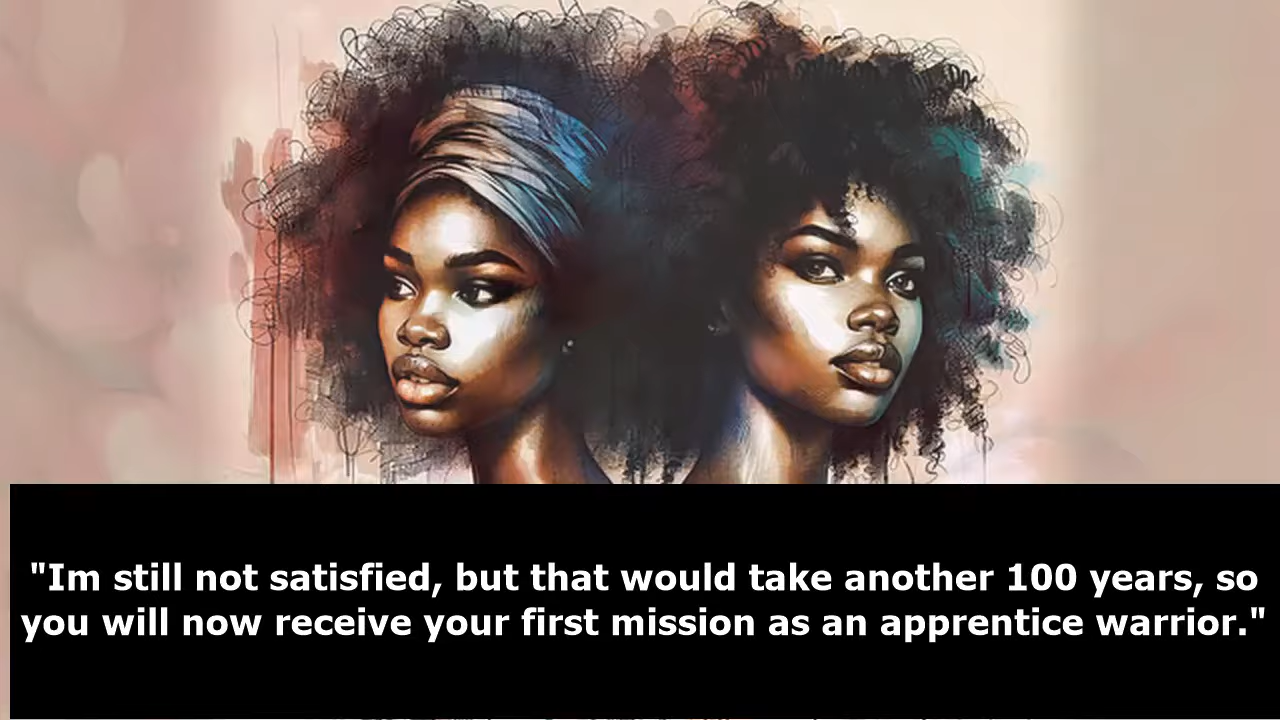 "Im still not satisfied, but that would take another 100 years, so
you will now receive your first mission as an apprentice warrior."